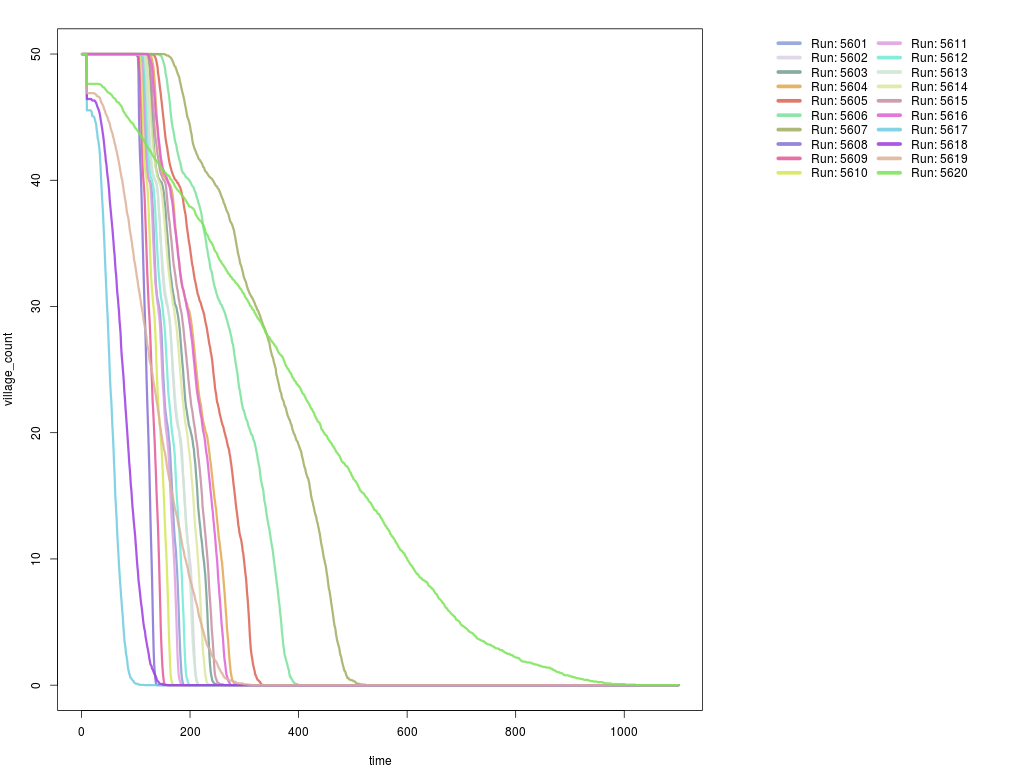 50
40
30
20
10
0
village_count
0 200 400 600 800 1000
time
Run: 5601 Run: 5611
Run: 5602 Run: 5612
Run: 5603 Run: 5613
Run: 5604 Run: 5614
Run: 5605 Run: 5615
Run: 5606 Run: 5616
Run: 5607 Run: 5617
Run: 5608 Run: 5618
Run: 5609 Run: 5619
Run: 5610 Run: 5620